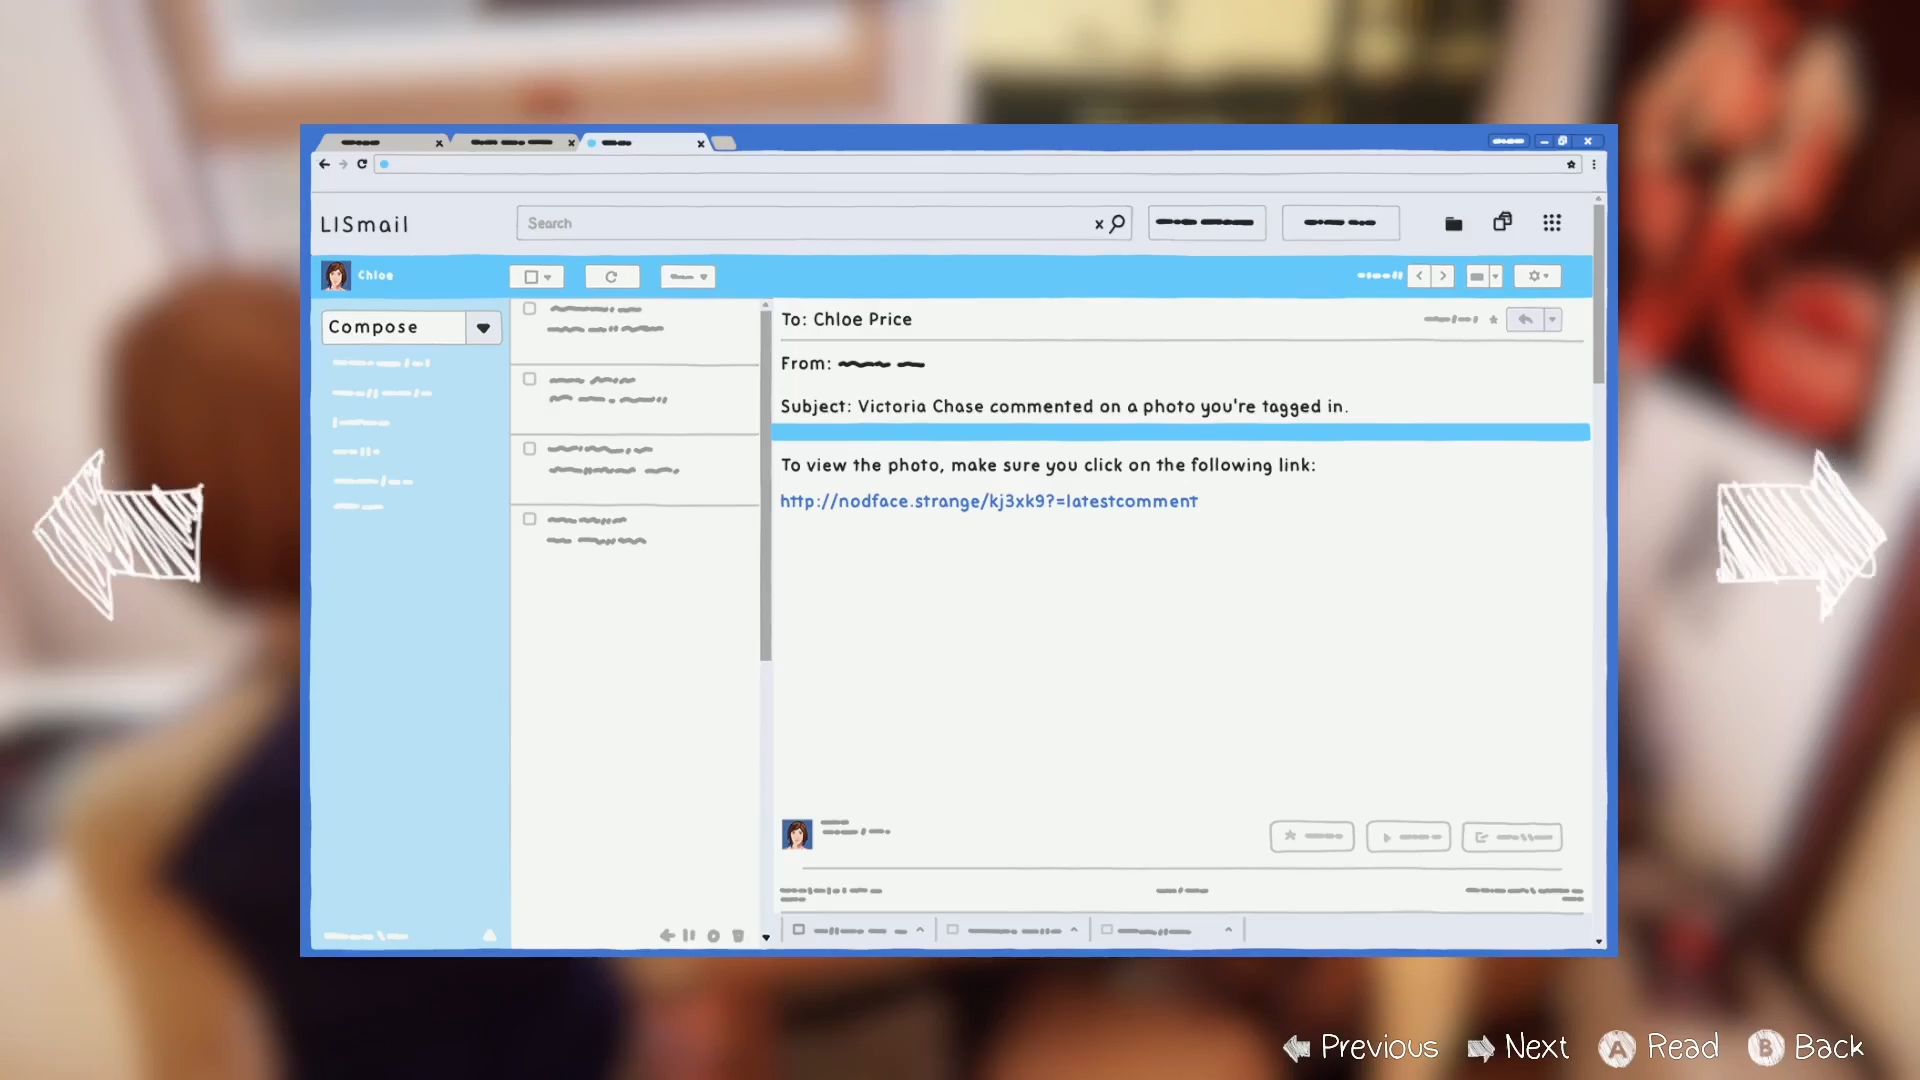 LISmail
Search
Chloe
Compose
To: Chloe Price
From:
Subject: Victoria Chase commented on a photo you're tagged in.
To view the photo, make sure you click on the following link:
http://nodface.strange/kj3xk9?=latestcomment
Previous
Next
A Read
B Back